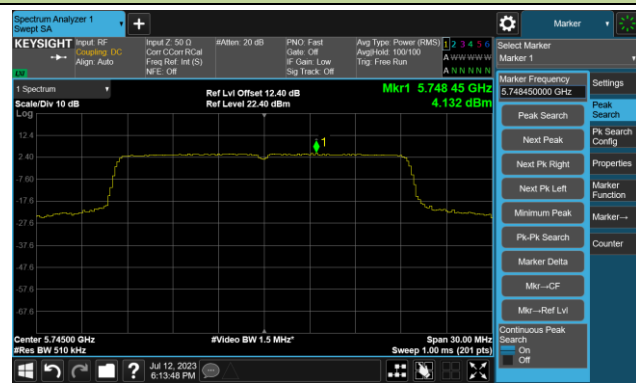 Spectrum Analyzer 1
Swept SA
Marker
KEYSIGHT
Input: RF
Coupling: DC
Align: Auto
Input Z: 50 Ω
Corr CCorr RCal
Freq Ref: Int (S)
NFE: Off
#Atten: 20 dB
PNO: Fast
Gate: Off
IF Gain: Low
Sig Track: Off
Avg Type: Power (RMS)
Avg|Hold: 100/100
Trig: Free Run
1 2 3 4 5 6
A W W W W W
A N N N N N
Select Marker
Marker 1
LVI
1 Spectrum
Scale/Div 10 dB
Log
Ref Lvl Offset 12.40 dB
Ref Level 22.40 dBm
Mkr1 5.748 45 GHz
4.132 dBm
12.4
2.40
-7.60
-17.6
-27.6
-37.6
-47.6
-57.6
-67.6
1
Center 5.74500 GHz
#Res BW 510 kHz
#Video BW 1.5 MHz*
Span 30.00 MHz
Sweep 1.00 ms (201 pts)
Marker Frequency
5.748450000 GHz
Peak Search
Next Peak
Next Pk Right
Next Pk Left
Minimum Peak
Pk-Pk Search
Marker Delta
Mkr→CF
Mkr→Ref Lvl
Continuous Peak
Search
On
Off
Settings
Peak
Search
Pk Search
Config
Properties
Marker
Function
Marker→
Counter
Jul 12, 2023
6:13:48 PM